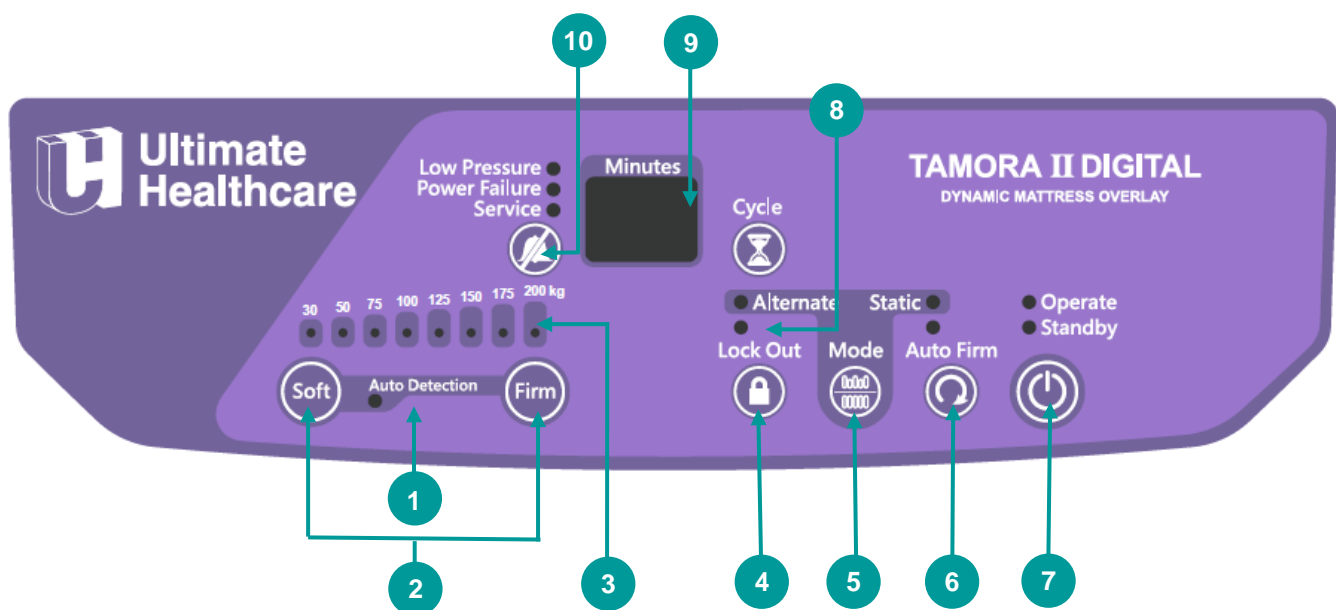 10
9
8
Ultimate
Healthcare
Low Pressure
Power Failure
Service
Minutes
Cycle
TAMORA II DIGITAL
DYNAMIC MATTRESS OVERLAY
30 50 75 100 125 150 175 200 kg
Alternate Static
Operate
Standby
Lock Out Mode Auto Firm
Soft
Auto Detection
Firm
1
2
3
4
5
6
7